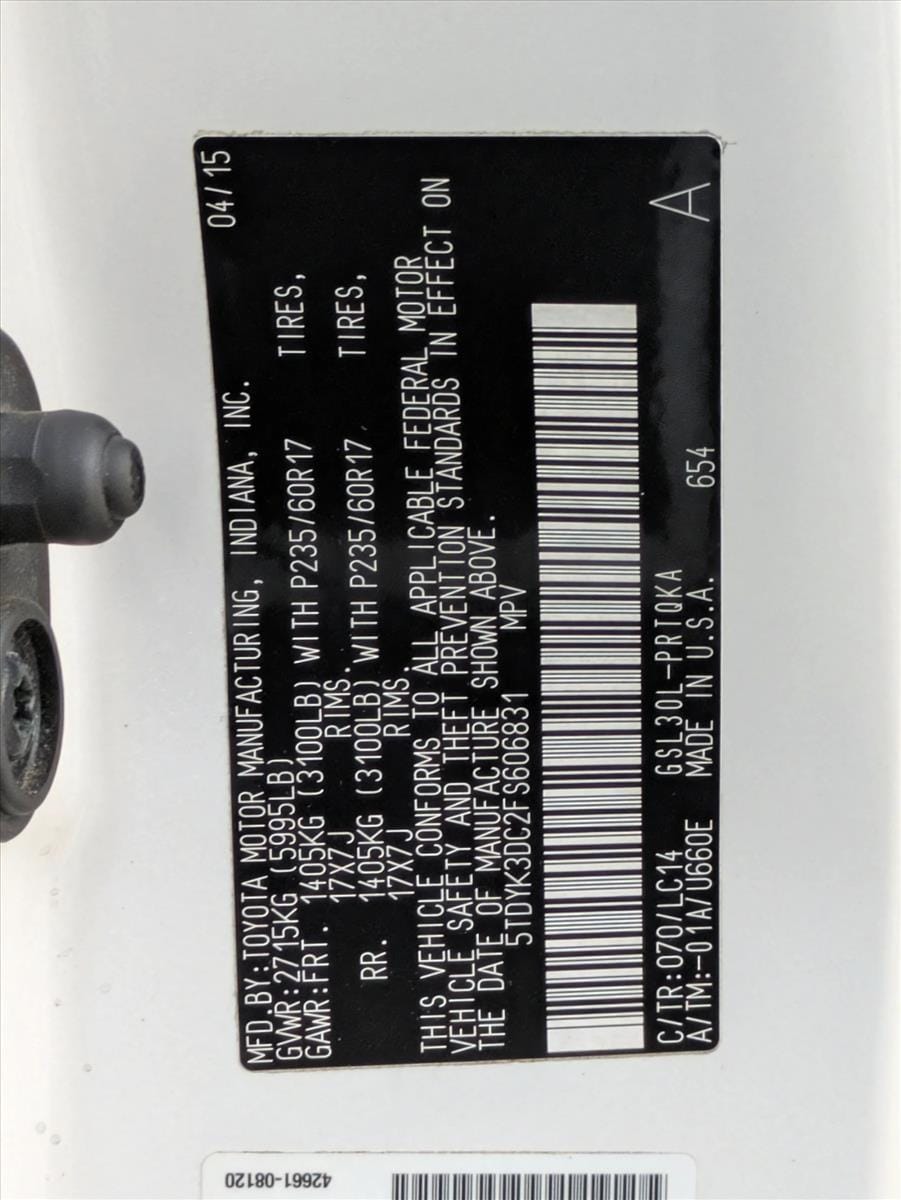 MFD.BY:TOYOTA MOTOR MANUFACTURING, INDIANA, INC. 04/15
GVWR:2715KG (5995LB)
GAWR:FRT. 1405KG (3100LB) WITH P235/60R17 TIRES,
17X7J RIMS.
RR. 1405KG (3100LB) WITH P235/60R17 TIRES,
17X7J RIMS.
THIS VEHICLE CONFORMS TO ALL APPLICABLE FEDERAL MOTOR
VEHICLE SAFETY AND THEFT PREVENTION STANDARDS IN EFFECT ON
THE DATE OF MANUFACTURE SHOWN ABOVE.
5TDYK3DC2FS606831 MPV
C/TR:070/LC14 GSL30L-PRTQKA A
A/TM:-01A/U660E MADE IN U.S.A. 654
42661-08120